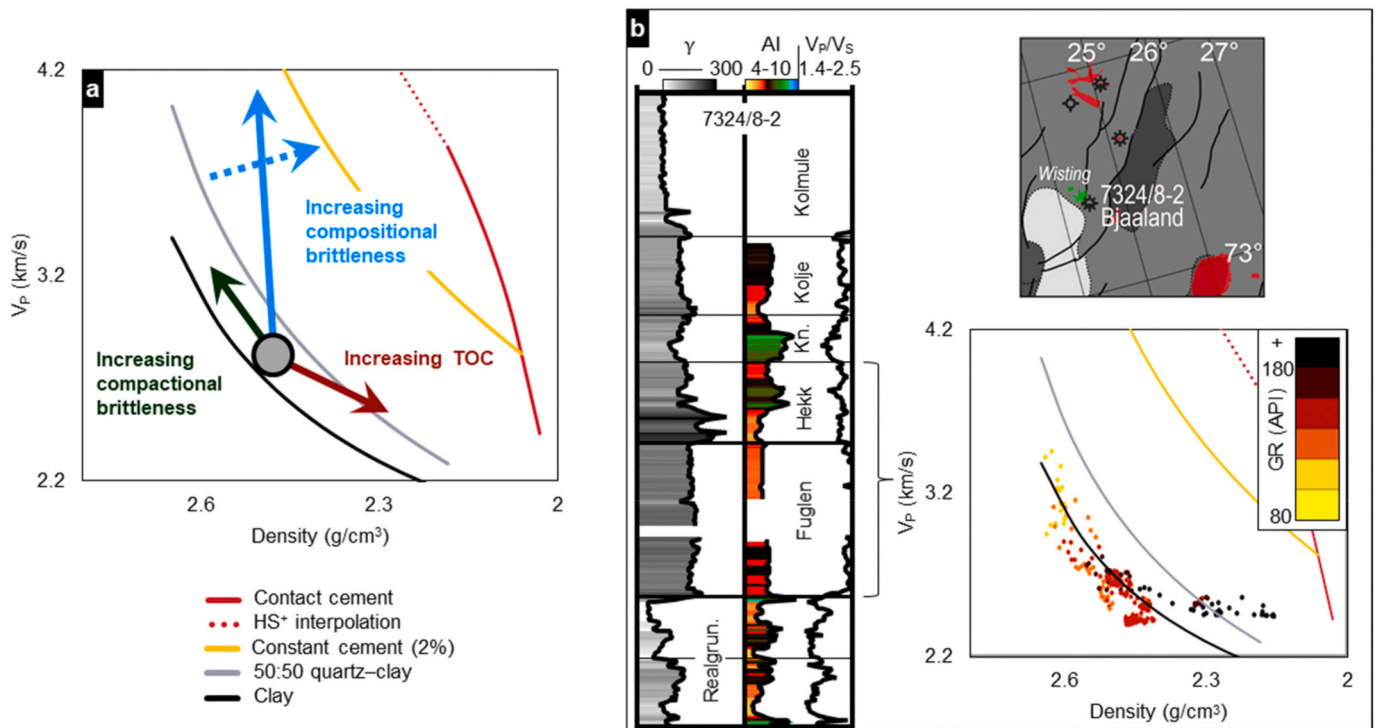 a
4.2
3.2
2.2
V_P (km/s)
Increasing
compositional
brittleness
Increasing
compactional
brittleness
Increasing TOC
2.6
2.3
2
Density (g/cm³)
Contact cement
HS⁺ interpolation
Constant cement (2%)
50:50 quartz–clay
Clay
b
γ
AI
V_P/V_S
0
300
4-10
1.4-2.5
7324/8-2
Kolmule
Kolje
Kn.
Hekk
Fuglen
Realgrun.
25°
26°
27°
Wisting
7324/8-2
Bjaaland
73°
4.2
3.2
2.2
V_P (km/s)
+
180
80
GR (API)
2.6
2.3
2
Density (g/cm³)